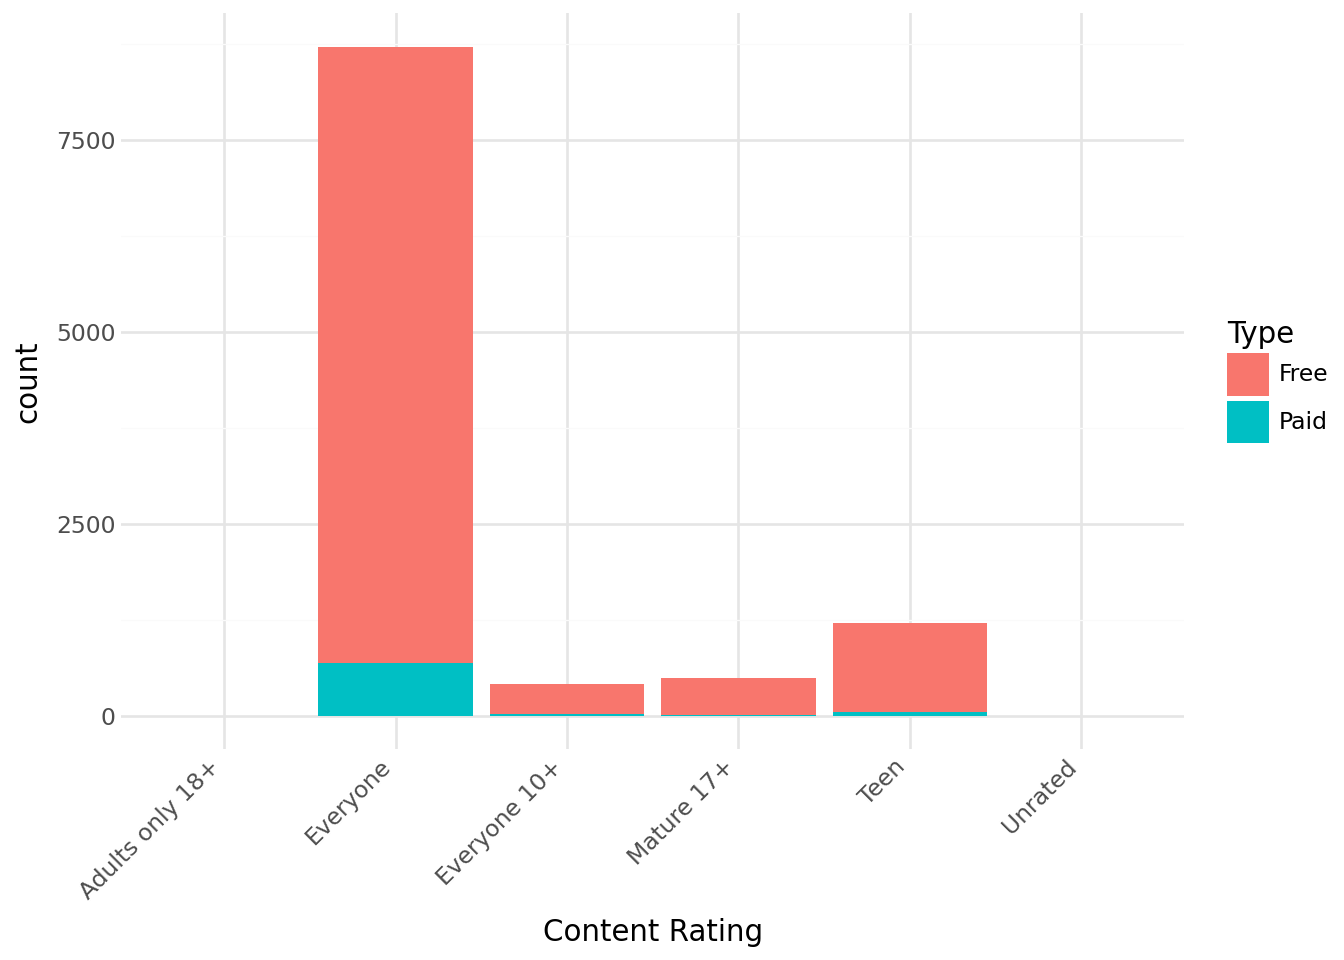 7500
5000
2500
0
count
Adults only 18+
Everyone
Everyone 10+
Mature 17+
Teen
Unrated
Content Rating
Type
Free
Paid